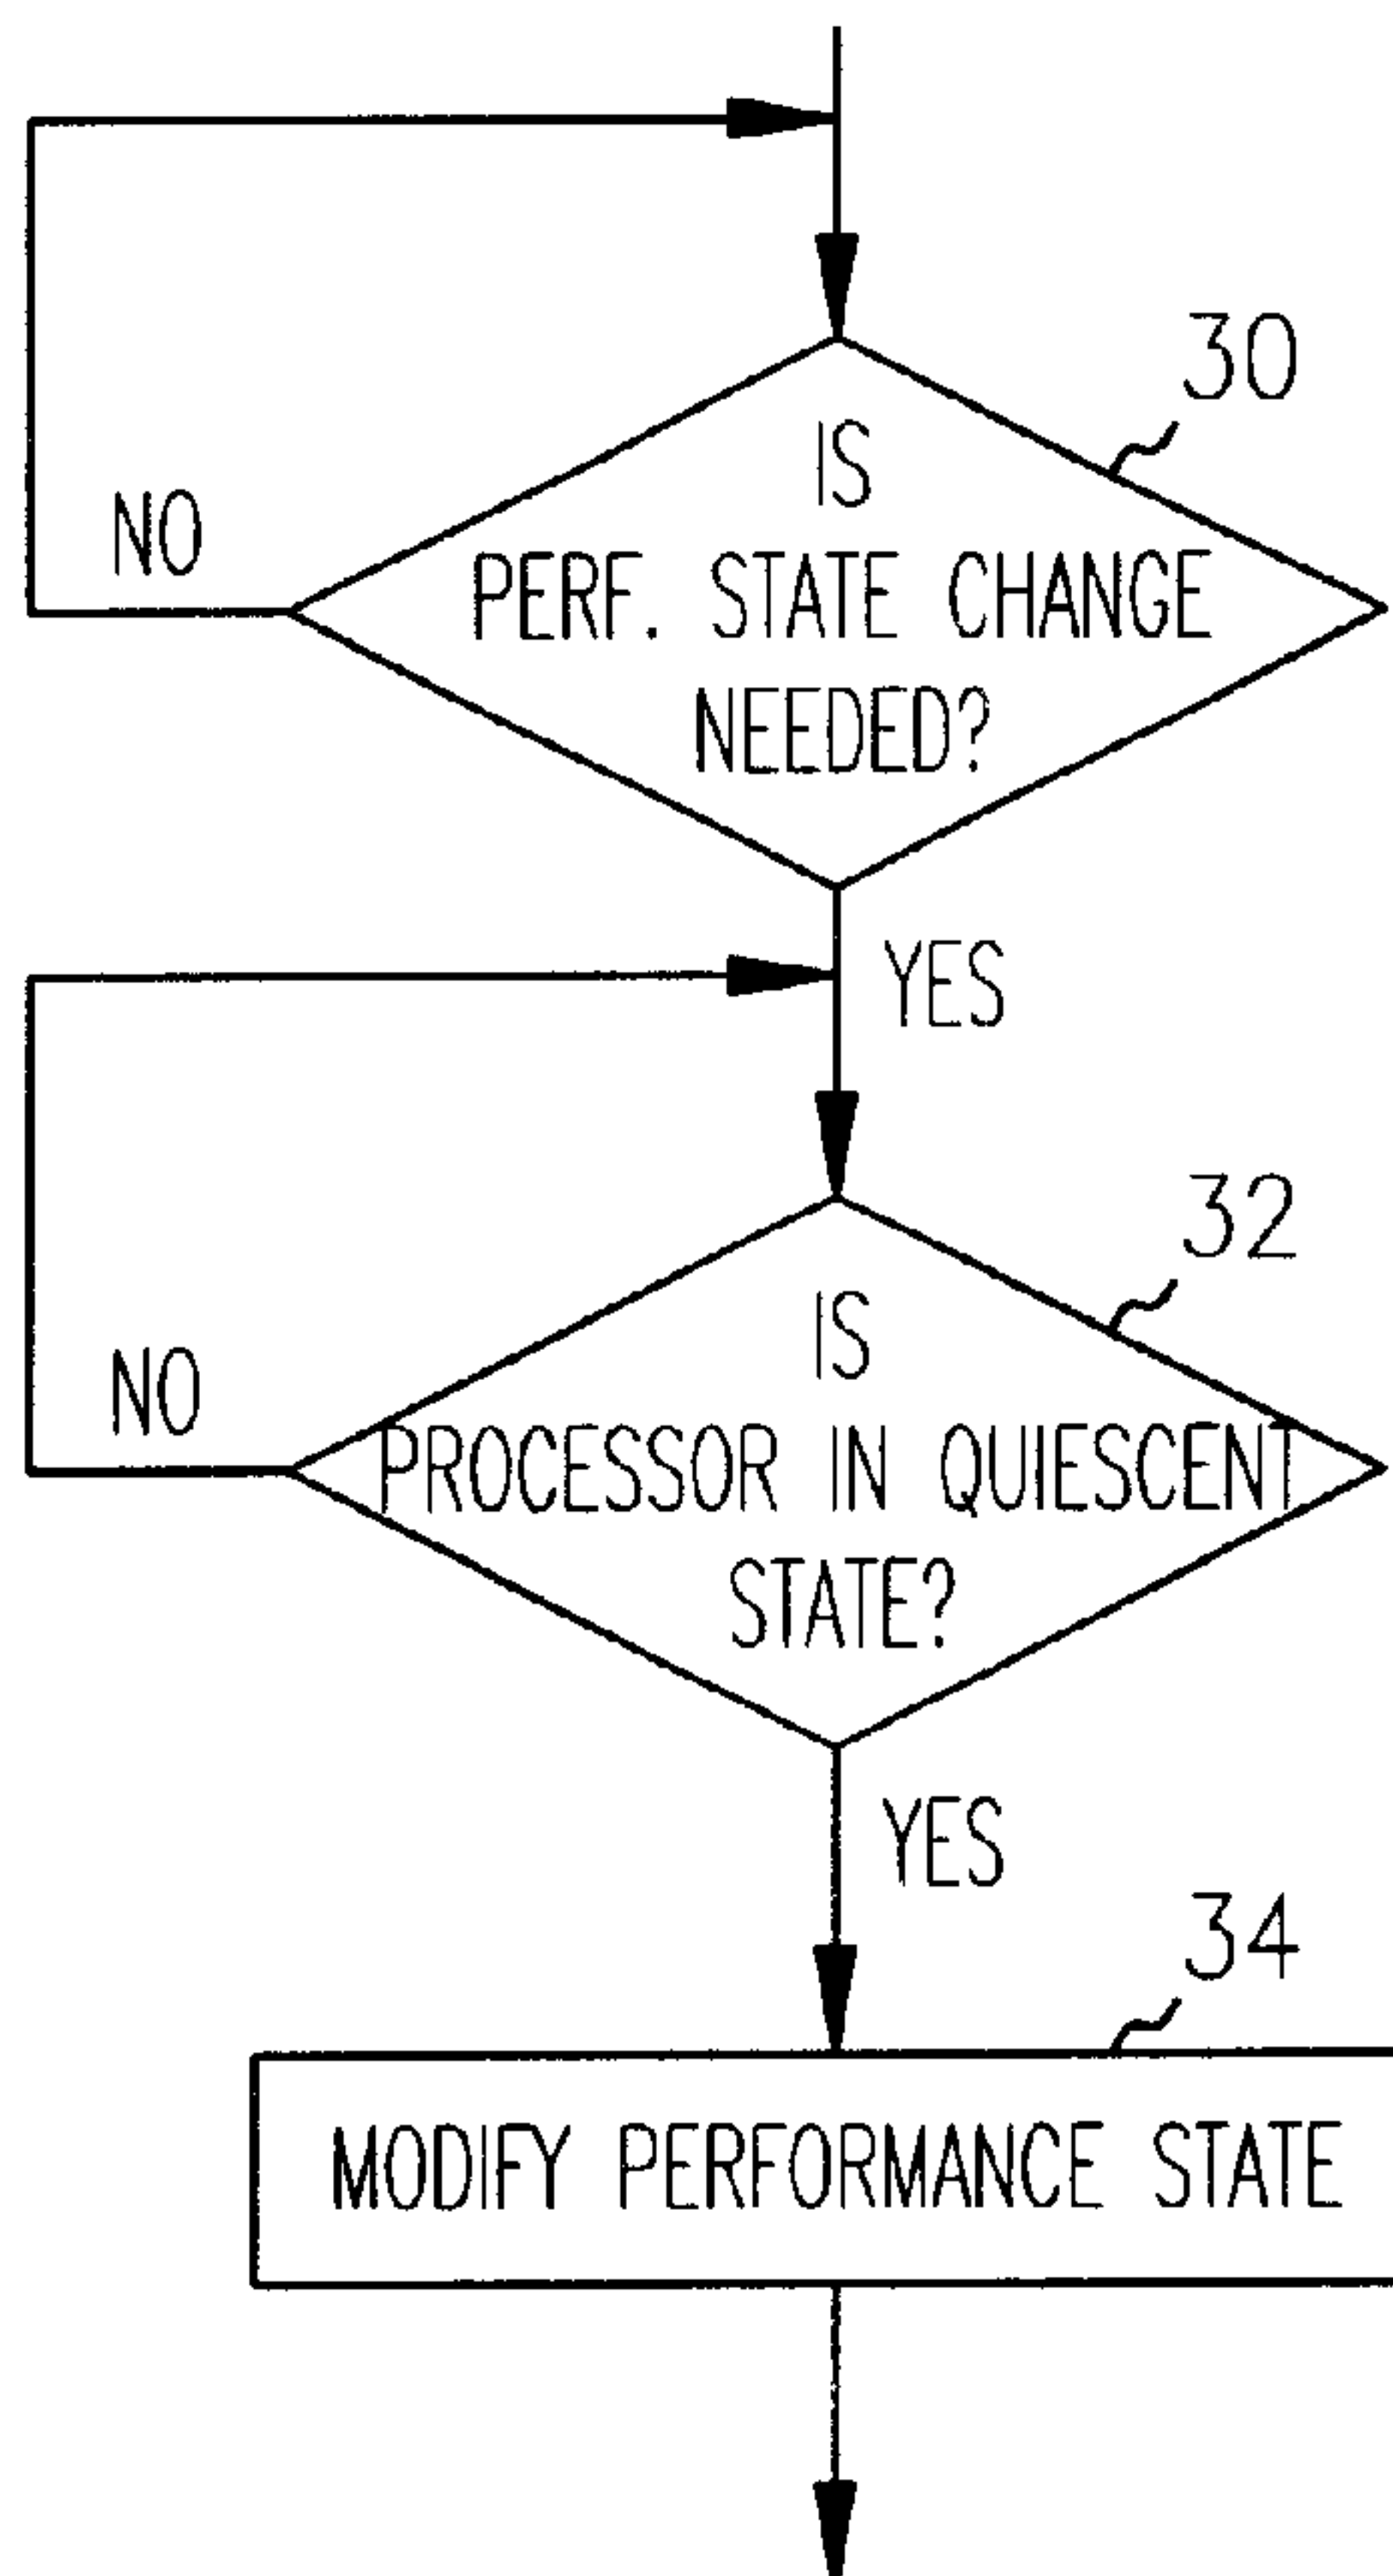 30
IS
NO
PERF. STATE CHANGE
NEEDED?
YES
32
IS
NO
PROCESSOR IN QUIESCENT
STATE?
YES
34
MODIFY PERFORMANCE STATE